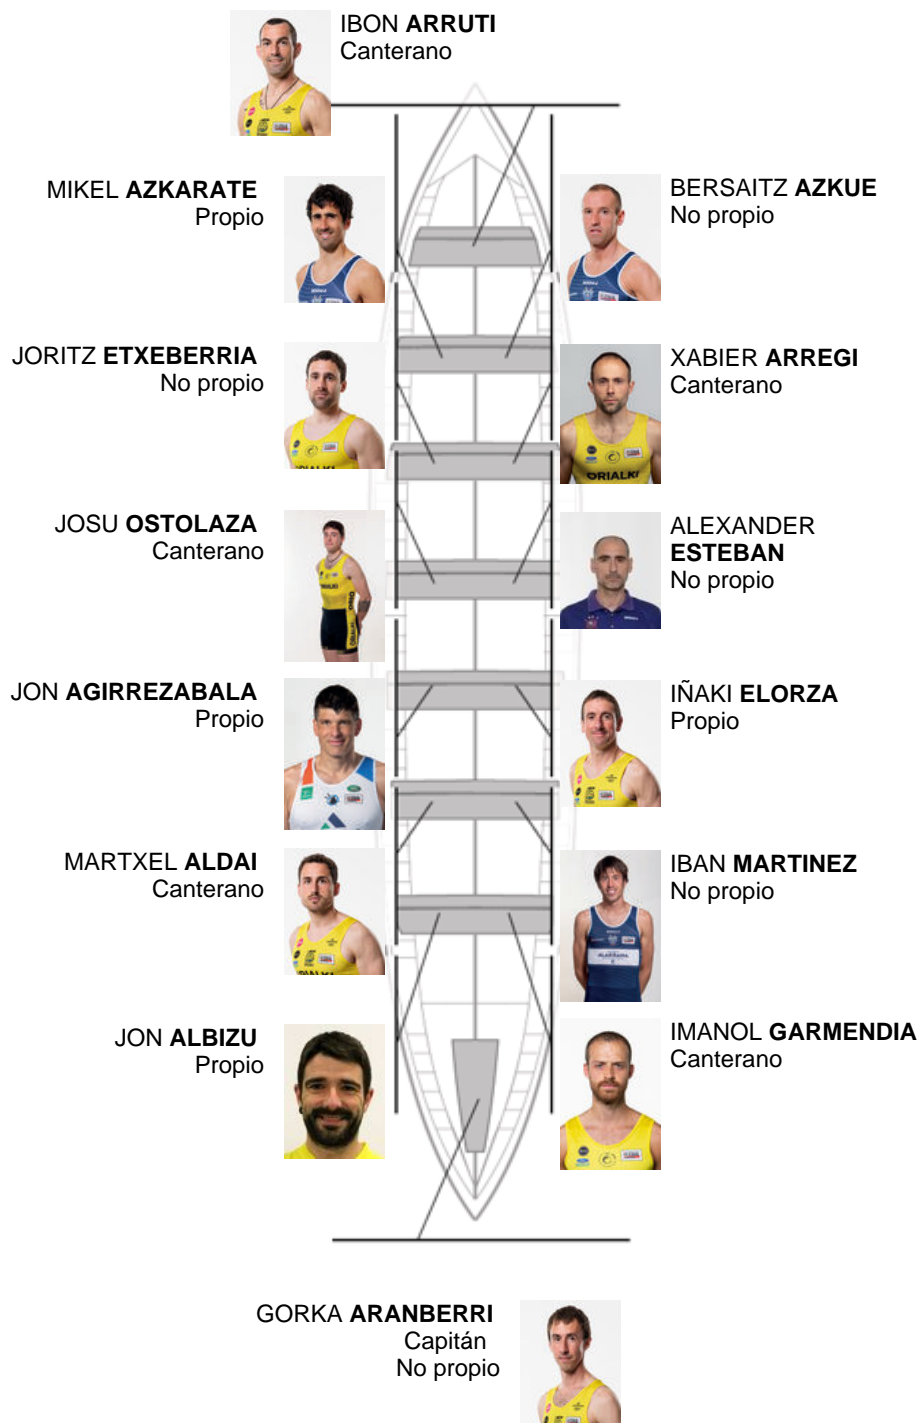 IBON ARRUTI
Canterano
MIKEL AZKARATE
Propio
BERSAITZ AZKUE
No propio
JORITZ ETXEBERRIA
No propio
XABIER ARREGI
Canterano
ORIALKI
JOSU OSTOLAZA
Canterano
ALEXANDER
ESTEBAN
No propio
JON AGIRREZABALA
Propio
IÑAKI ELORZA
Propio
MARTXEL ALDAI
Canterano
IBAN MARTINEZ
No propio
JON ALBIZU
Propio
IMANOL GARMENDIA
Canterano
GORKA ARANBERRI
Capitán
No propio